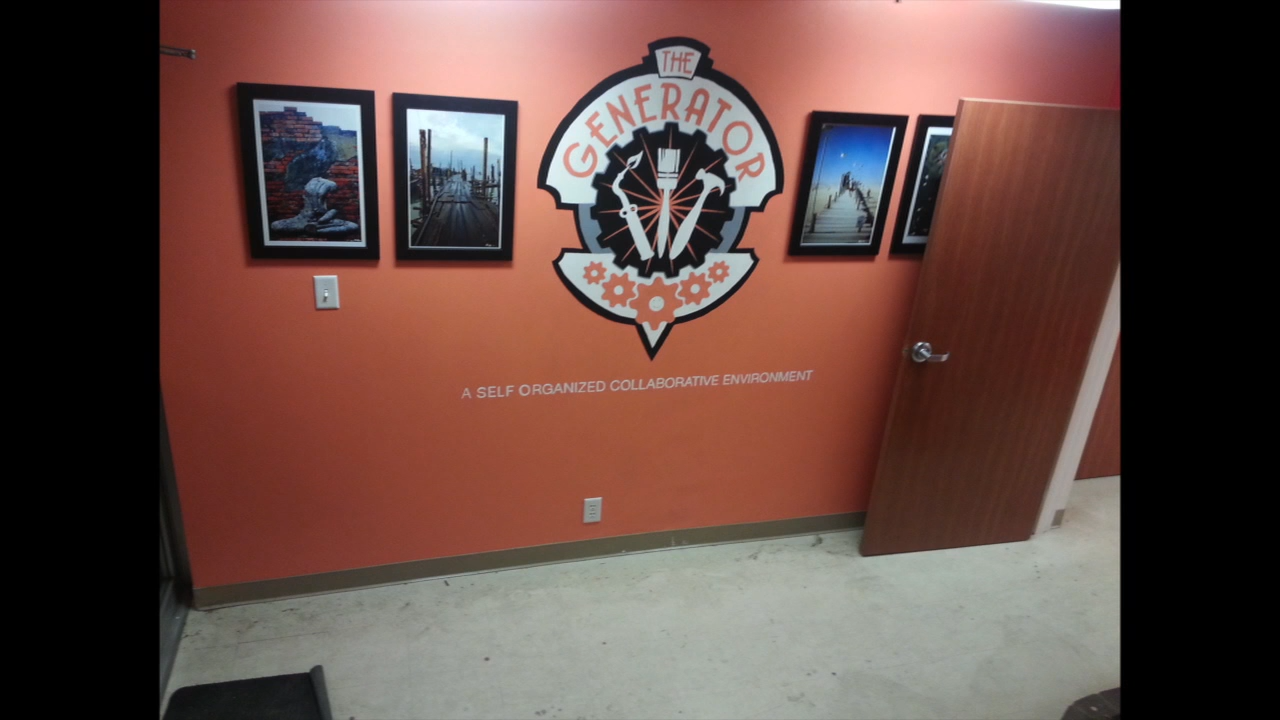 THE
GENERATOR
A SELF ORGANIZED COLLABORATIVE ENVIRONMENT